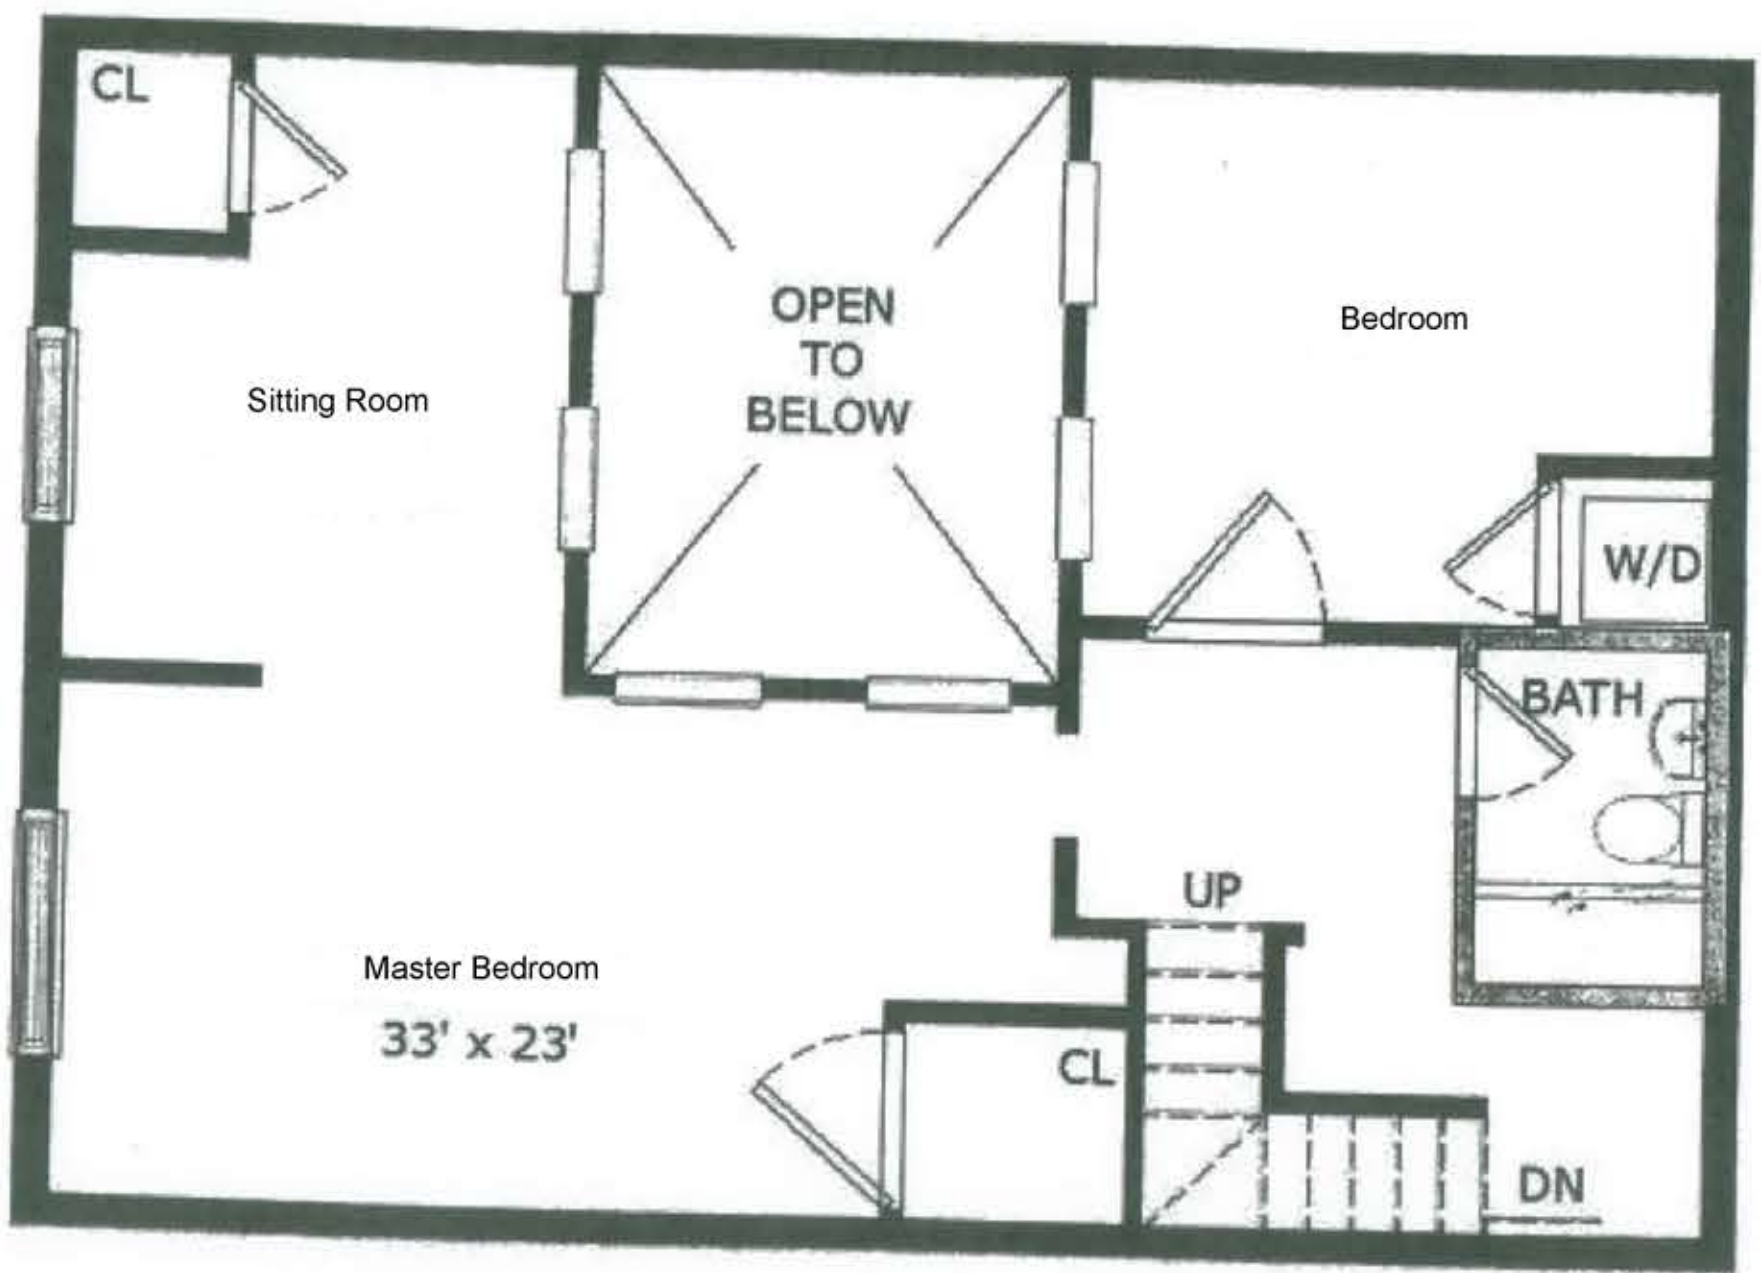 CL
OPEN
TO
BELOW
Bedroom
Sitting Room
W/D
BATH
UP
Master Bedroom
33' x 23'
CL
DN